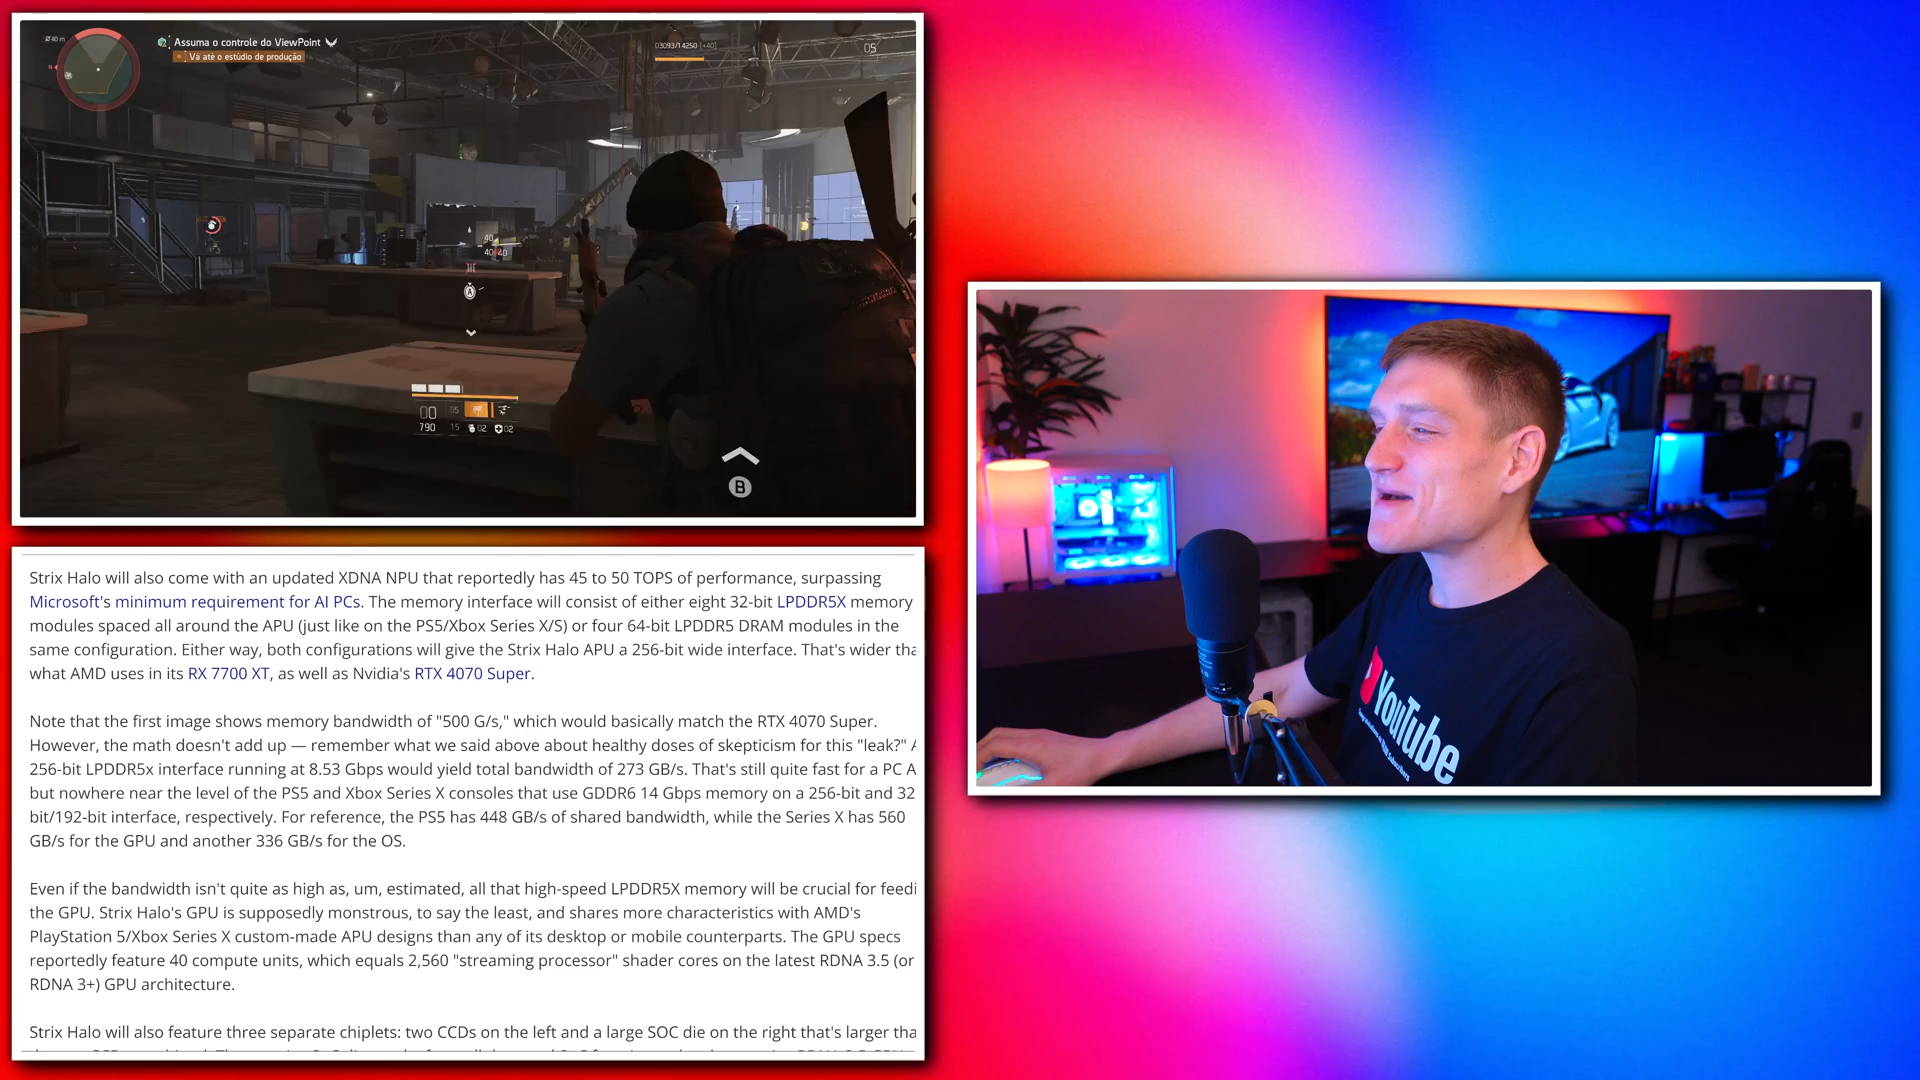 40 m
Assuma o controle do ViewPoint
Vá até o estúdio de produção
03093/14250 (+40)
05
40
40
A
00
05
790
15
02
02
B
Strix Halo will also come with an updated XDNA NPU that reportedly has 45 to 50 TOPS of performance, surpassing
Microsoft's minimum requirement for AI PCs. The memory interface will consist of either eight 32-bit LPDDR5X memory
modules spaced all around the APU (just like on the PS5/Xbox Series X/S) or four 64-bit LPDDR5 DRAM modules in the
same configuration. Either way, both configurations will give the Strix Halo APU a 256-bit wide interface. That's wider tha
what AMD uses in its RX 7700 XT, as well as Nvidia's RTX 4070 Super.
Note that the first image shows memory bandwidth of "500 G/s," which would basically match the RTX 4070 Super.
However, the math doesn't add up — remember what we said above about healthy doses of skepticism for this "leak?" A
256-bit LPDDR5x interface running at 8.53 Gbps would yield total bandwidth of 273 GB/s. That's still quite fast for a PC A
but nowhere near the level of the PS5 and Xbox Series X consoles that use GDDR6 14 Gbps memory on a 256-bit and 32
bit/192-bit interface, respectively. For reference, the PS5 has 448 GB/s of shared bandwidth, while the Series X has 560
GB/s for the GPU and another 336 GB/s for the OS.
Even if the bandwidth isn't quite as high as, um, estimated, all that high-speed LPDDR5X memory will be crucial for feedi
the GPU. Strix Halo's GPU is supposedly monstrous, to say the least, and shares more characteristics with AMD's
PlayStation 5/Xbox Series X custom-made APU designs than any of its desktop or mobile counterparts. The GPU specs
reportedly feature 40 compute units, which equals 2,560 "streaming processor" shader cores on the latest RDNA 3.5 (or
RDNA 3+) GPU architecture.
Strix Halo will also feature three separate chiplets: two CCDs on the left and a large SOC die on the right that's larger tha
YouTube